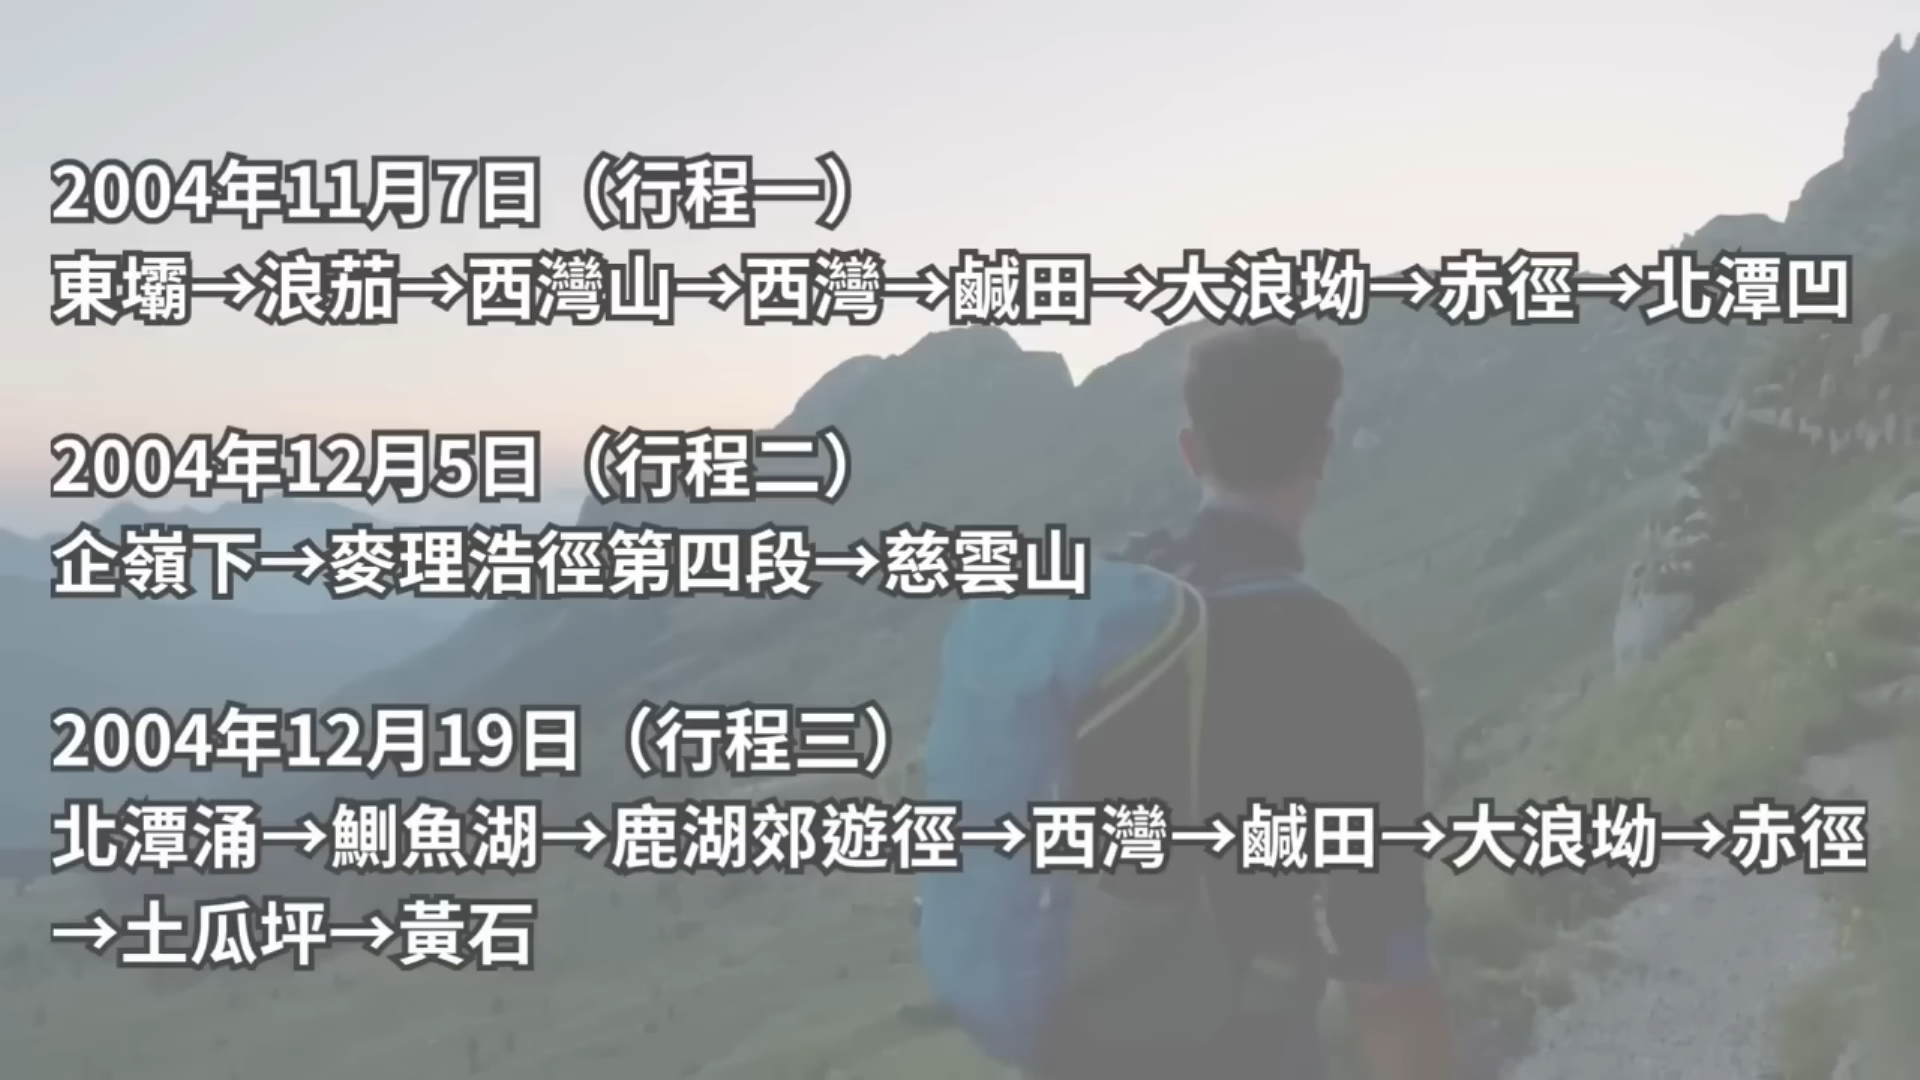 2004年11月7日（行程一）
東壩→浪茄→西灣山→西灣→鹹田→大浪坳→赤徑→北潭凹
2004年12月5日（行程二）
企嶺下→麥理浩徑第四段→慈雲山
2004年12月19日（行程三）
北潭涌→鰂魚湖→鹿湖郊遊徑→西灣→鹹田→大浪坳→赤徑
→土瓜坪→黃石